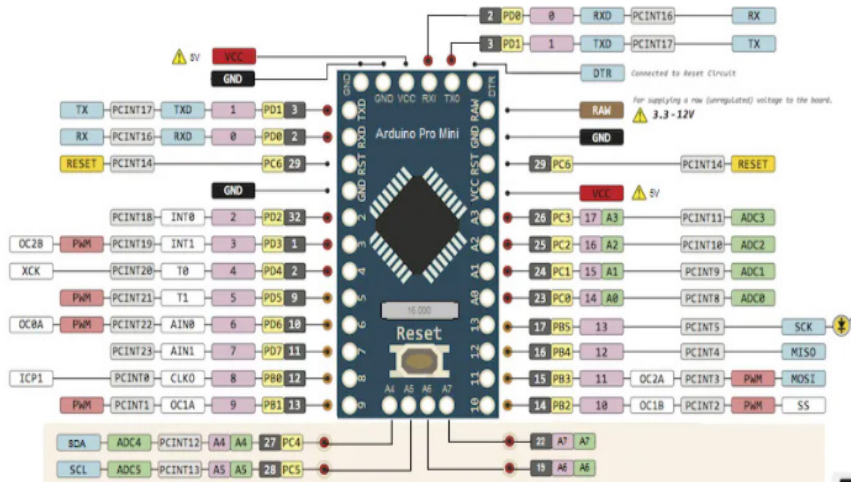 2 PD0 0 RXD PCINT16 RX
3 PD1 1 TXD PCINT17 TX
5V VCC
DTR Connected to Reset Circuit
GND
For supplying a raw (unregulated) voltage to the board.
RAW 3.3 - 12V
GND
TX PCINT17 TXD 1 PD1 3
RX PCINT16 RXD 0 PD0 2
RESET PCINT14 PC6 29
GND
PCINT18 INT0 2 PD2 32
OC2B PWM PCINT19 INT1 3 PD3 1
XCK PCINT20 T0 4 PD4 2
PWM PCINT21 T1 5 PD5 9
OC0A PWM PCINT22 AIN0 6 PD6 10
PCINT23 AIN1 7 PD7 11
ICP1 PCINT0 CLKO 8 PB0 12
PWM PCINT1 OC1A 9 PB1 13
GND GND VCC RXI TXO DTR
TXD RAW
Arduino Pro Mini
RXD GND
RST RST
GND VCC
2 A3
3 A2
4 A1
5 A0
16.000
6 13
Reset
7 12
8 11
9 10
A4 A5 A6 A7
29 PC6 PCINT14 RESET
VCC 5V
26 PC3 17 A3 PCINT11 ADC3
25 PC2 16 A2 PCINT10 ADC2
24 PC1 15 A1 PCINT9 ADC1
23 PC0 14 A0 PCINT8 ADC0
17 PB5 13 PCINT5 SCK
16 PB4 12 PCINT4 MISO
15 PB3 11 OC2A PCINT3 PWM MOSI
14 PB2 10 OC1B PCINT2 PWM SS
SDA ADC4 PCINT12 A4 A4 27 PC4
SCL ADC5 PCINT13 A5 A5 28 PC5
22 A7 A7
19 A6 A6